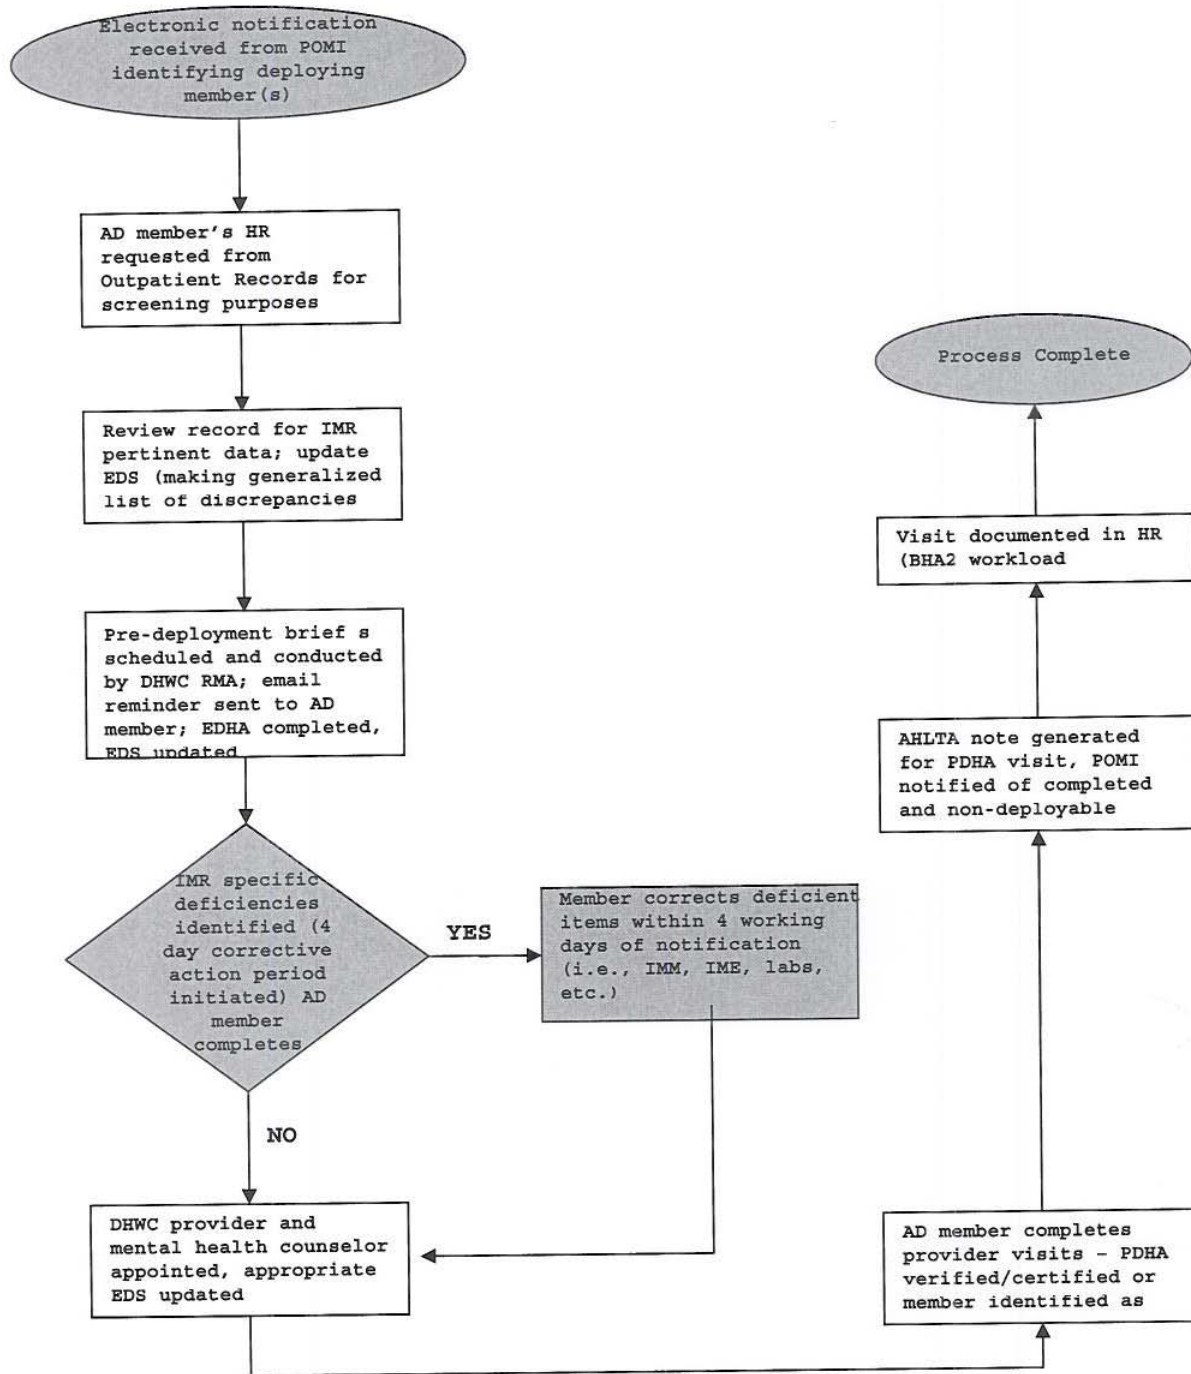 Electronic notification
received from POMI
identifying deploying
member(s)
AD member's HR
requested from
Outpatient Records for
screening purposes
Review record for IMR
pertinent data; update
EDS (making generalized
list of discrepancies
Pre-deployment brief s
scheduled and conducted
by DHWC RMA; email
reminder sent to AD
member; EDHA completed,
EDS updated
IMR specific
deficiencies
identified (4
day corrective
action period
initiated) AD
member
completes
YES
Member corrects deficient
items within 4 working
days of notification
(i.e., IMM, IME, labs,
etc.)
NO
DHWC provider and
mental health counselor
appointed, appropriate
EDS updated
AD member completes
provider visits - PDHA
verified/certified or
member identified as
AHLTA note generated
for PDHA visit, POMI
notified of completed
and non-deployable
Visit documented in HR
(BHA2 workload
Process Complete